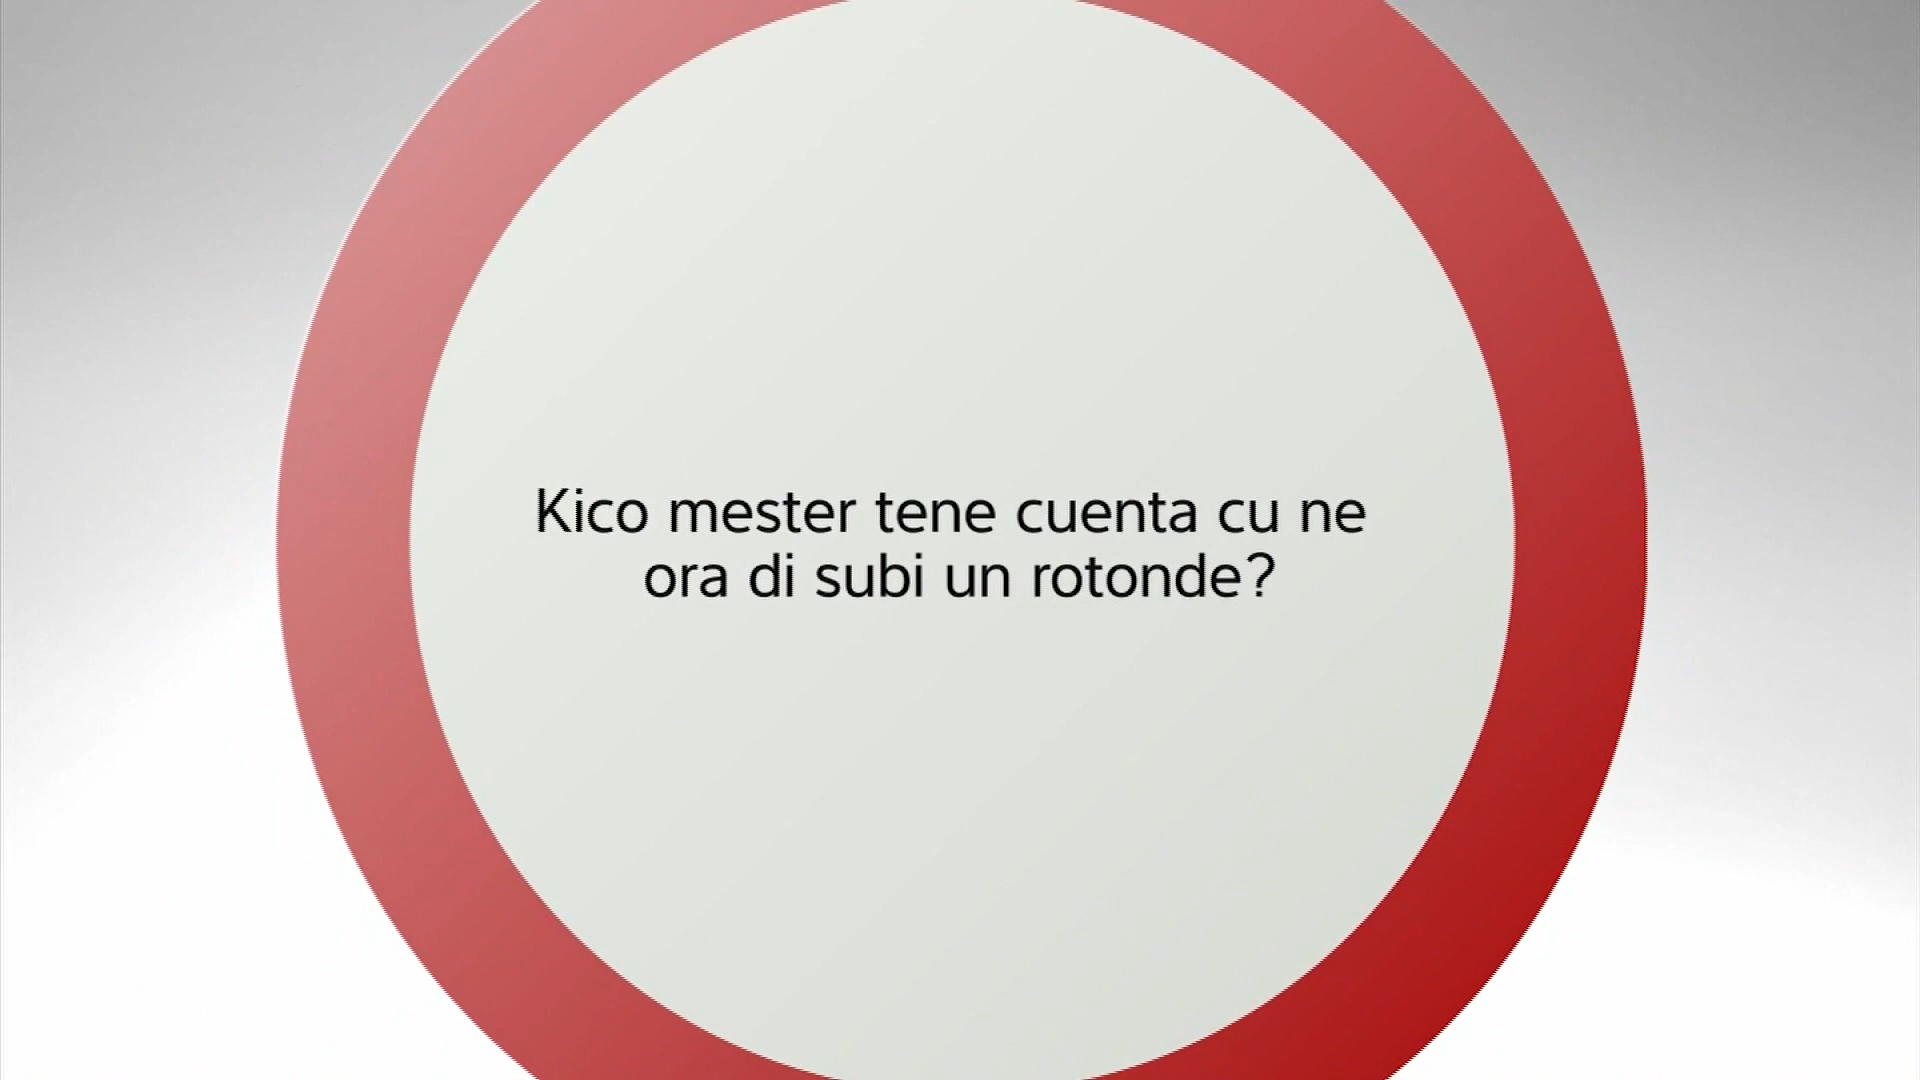 Kico mester tene cuenta cu ne
ora di subi un rotonde?